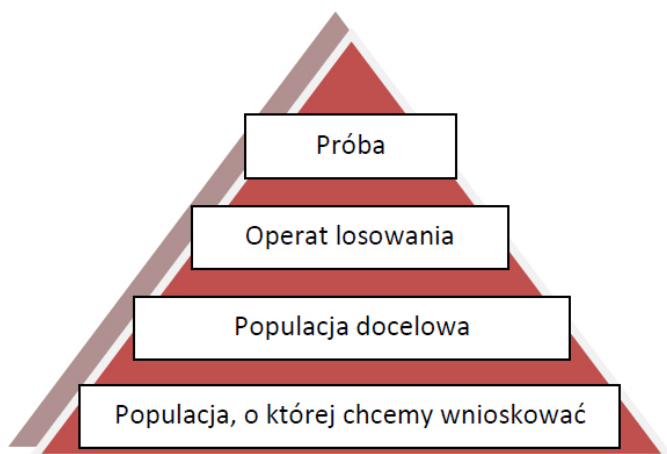 Próba
Operat losowania
Populacja docelowa
Populacja, o której chcemy wnioskować